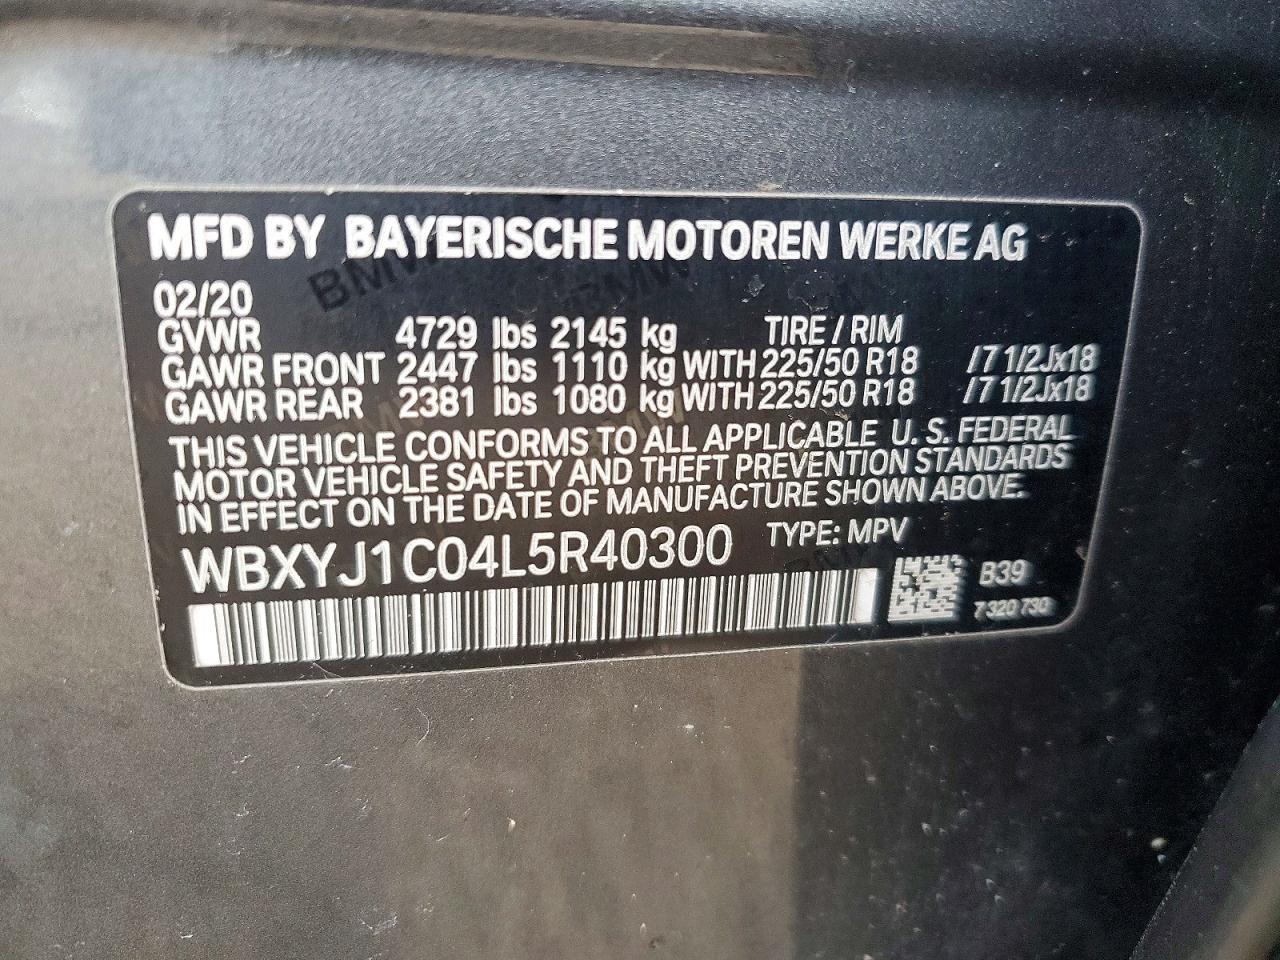 MFD BY BAYERISCHE MOTOREN WERKE AG
02/20
GVWR 4729 lbs 2145 kg TIRE / RIM
GAWR FRONT 2447 lbs 1110 kg WITH 225/50 R18 /7 1/2Jx18
GAWR REAR 2381 lbs 1080 kg WITH 225/50 R18 /7 1/2Jx18
THIS VEHICLE CONFORMS TO ALL APPLICABLE U. S. FEDERAL
MOTOR VEHICLE SAFETY AND THEFT PREVENTION STANDARDS
IN EFFECT ON THE DATE OF MANUFACTURE SHOWN ABOVE.
WBXYJ1C04L5R40300 TYPE: MPV
B39
7 320 730